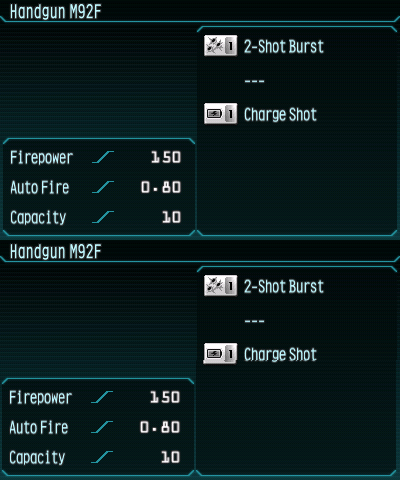 Handgun M92F
1 2-Shot Burst
---
1 Charge Shot
Firepower 150
Auto Fire 0.80
Capacity 10
Handgun M92F
1 2-Shot Burst
---
1 Charge Shot
Firepower 150
Auto Fire 0.80
Capacity 10